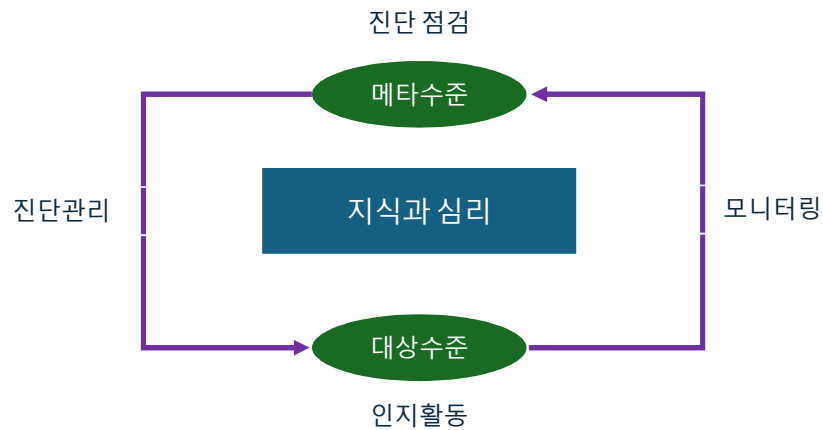 진단 점검
메타수준
진단관리
지식과 심리
모니터링
대상수준
인지활동